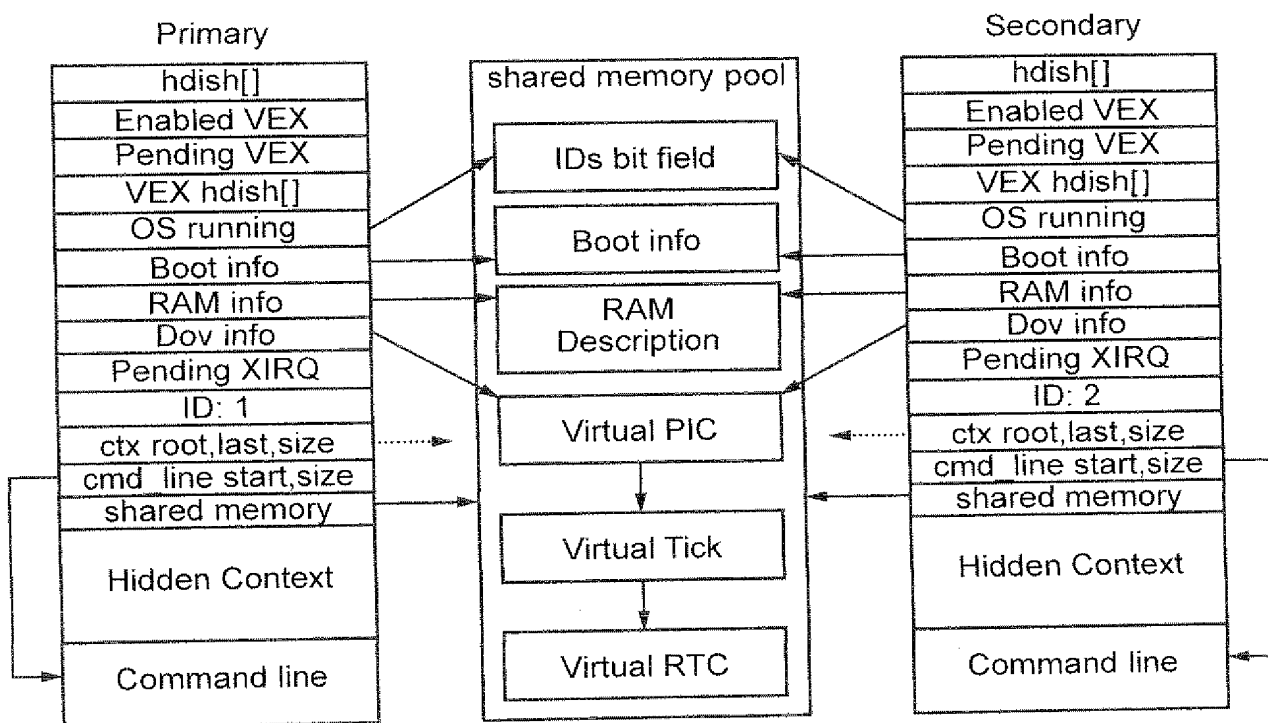 Primary
hdish[]
Enabled VEX
Pending VEX
VEX hdish[]
OS running
Boot info
RAM info
Dov info
Pending XIRQ
ID: 1
ctx root,last,size
cmd_line start,size
shared memory
Hidden Context
Command line
shared memory pool
IDs bit field
Boot info
RAM
Description
Virtual PIC
Virtual Tick
Virtual RTC
Secondary
hdish[]
Enabled VEX
Pending VEX
VEX hdish[]
OS running
Boot info
RAM info
Dov info
Pending XIRQ
ID: 2
ctx root,last,size
cmd_line start,size
shared memory
Hidden Context
Command line